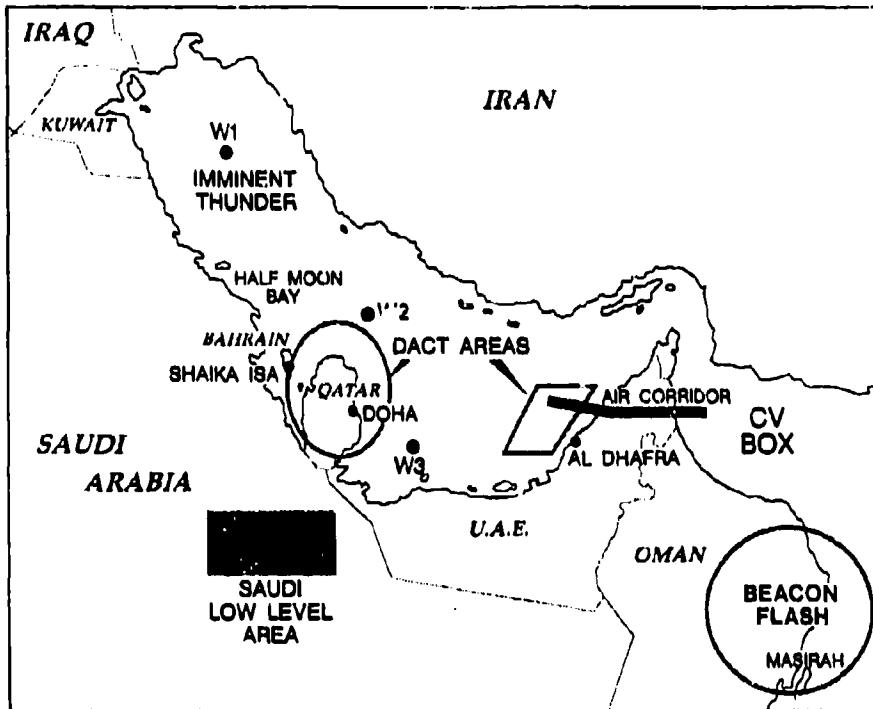 IRAQ
IRAN
KUWAIT
W1
IMMINENT
THUNDER
HALF MOON
BAY
BAHRAIN
DACT AREAS
SHAIKA ISA
QATAR
AIR CORRIDOR
DOHA
CV
BOX
SAUDI
ARABIA
W3
AL DHAFRA
U.A.E.
OMAN
SAUDI
LOW LEVEL
AREA
BEACON
FLASH
MASIRAH